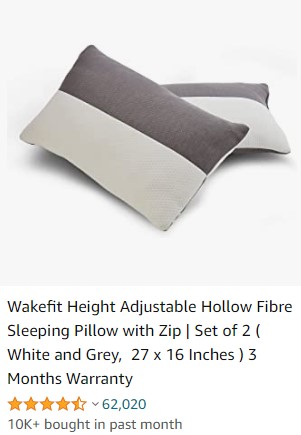 Wakefit Height Adjustable Hollow Fibre
Sleeping Pillow with Zip | Set of 2 (
White and Grey,  27 x 16 Inches ) 3
Months Warranty
62,020
10K+ bought in past month